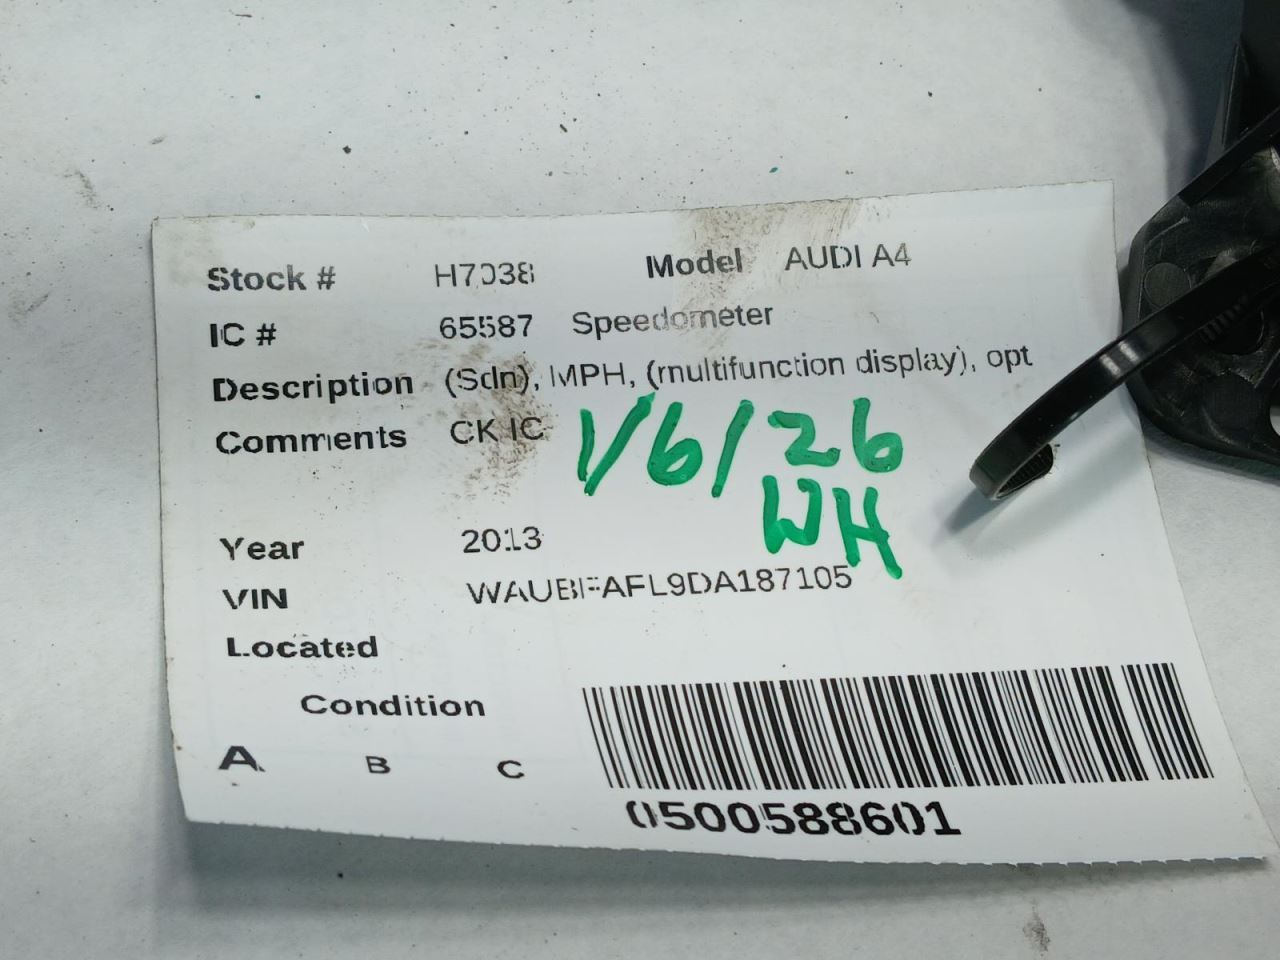 Stock # H7038 Model AUDI A4
IC # 65587 Speedometer
Description (Sdn), MPH, (multifunction display), opt
Comments CK IC
1/6/26
WH
Year 2013
VIN WAUBFAFL9DA187105
Located
Condition
A B C
0500588601